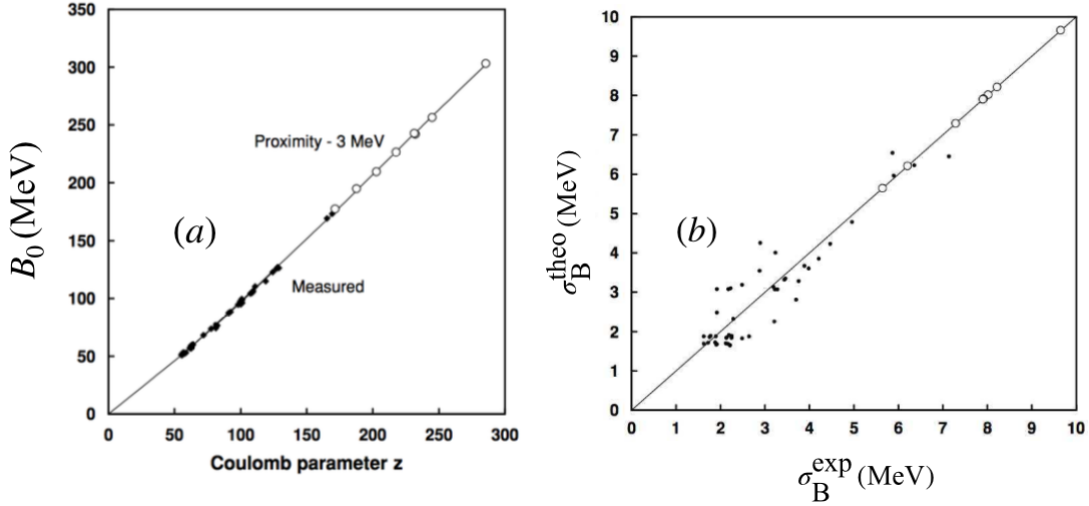 350
300
250
200
150
100
50
0
B0 (MeV)
Proximity - 3 MeV
(a)
Measured
0 50 100 150 200 250 300
Coulomb parameter z
10
9
8
7
6
5
4
3
2
1
0
σBtheo (MeV)
(b)
0 1 2 3 4 5 6 7 8 9 10
σBexp (MeV)